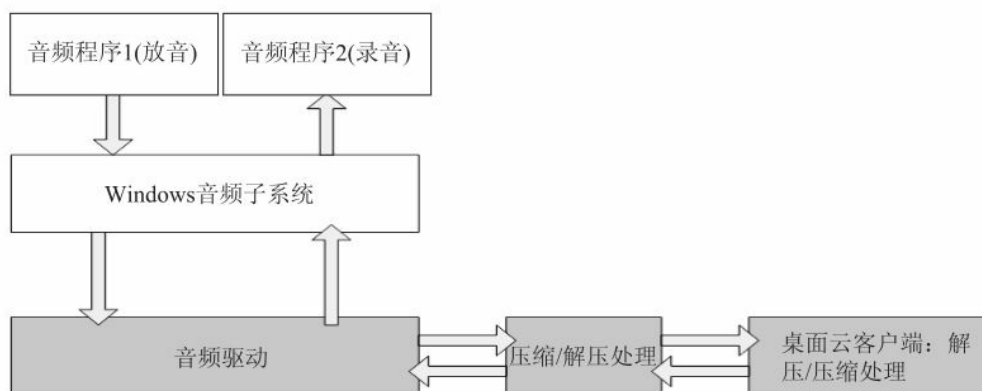 音频程序1(放音)
音频程序2(录音)
Windows音频子系统
音频驱动
压缩/解压处理
桌面云客户端：解
压/压缩处理